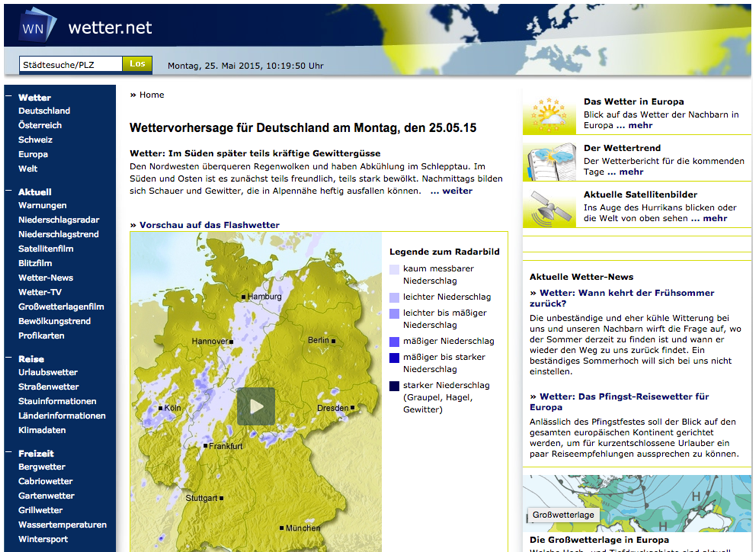 WN wetter.net
Städtesuche/PLZ Los Montag, 25. Mai 2015, 10:19:50 Uhr
Wetter
Deutschland
Österreich
Schweiz
Europa
Welt
Aktuell
Warnungen
Niederschlagsradar
Niederschlagstrend
Satellitenfilm
Blitzfilm
Wetter-News
Wetter-TV
Großwetterlagenfilm
Bewölkungstrend
Profikarten
Reise
Urlaubswetter
Straßenwetter
Stauinformationen
Länderinformationen
Klimadaten
Freizeit
Bergwetter
Cabriowetter
Gartenwetter
Grillwetter
Wassertemperaturen
Wintersport
» Home
Wettervorhersage für Deutschland am Montag, den 25.05.15
Wetter: Im Süden später teils kräftige Gewittergüsse
Den Nordwesten überqueren Regenwolken und haben Abkühlung im Schlepptau. Im
Süden und Osten ist es zunächst teils freundlich, teils stark bewölkt. Nachmittags bilden
sich Schauer und Gewitter, die in Alpennähe heftig ausfallen können. ... weiter
» Vorschau auf das Flashwetter
Hamburg
Hannover
Berlin
Köln
Dresden
Frankfurt
Stuttgart
München
Legende zum Radarbild
kaum messbarer
Niederschlag
leichter Niederschlag
leichter bis mäßiger
Niederschlag
mäßiger Niederschlag
mäßiger bis starker
Niederschlag
starker Niederschlag
(Graupel, Hagel,
Gewitter)
Das Wetter in Europa
Blick auf das Wetter der Nachbarn in
Europa ... mehr
Der Wettertrend
Der Wetterbericht für die kommenden
Tage ... mehr
Aktuelle Satellitenbilder
Ins Auge des Hurrikans blicken oder
die Welt von oben sehen ... mehr
Aktuelle Wetter-News
» Wetter: Wann kehrt der Frühsommer
zurück?
Die unbeständige und eher kühle Witterung bei
uns und unseren Nachbarn wirft die Frage auf, wo
der Sommer derzeit zu finden ist und wann er
wieder den Weg zu uns zurück findet. Ein
beständiges Sommerhoch will sich bei uns nicht
einstellen.
» Wetter: Das Pfingst-Reisewetter für
Europa
Anlässlich des Pfingstfestes soll der Blick auf den
gesamten europäischen Kontinent gerichtet
werden, um für kurzentschlossene Urlauber ein
paar Reiseempfehlungen aussprechen zu können.
H
H
T
Großwetterlage
Die Großwetterlage in Europa